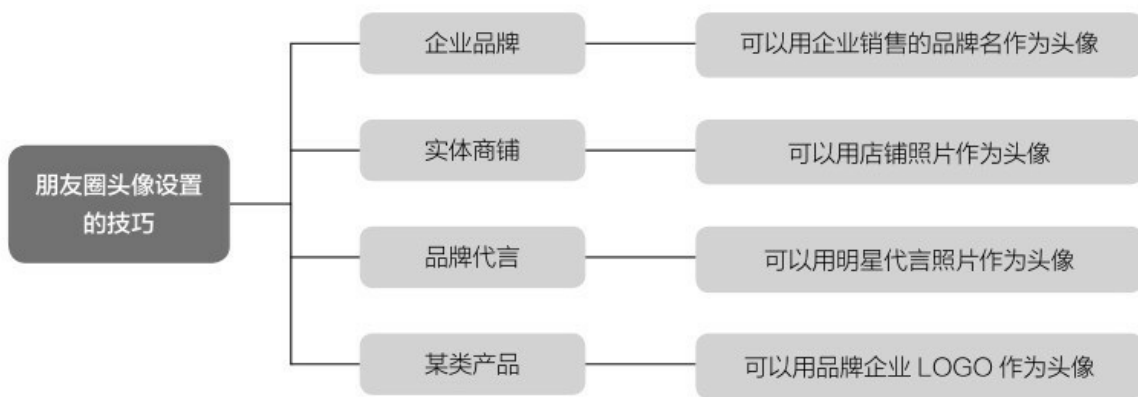 企业品牌
可以用企业销售的品牌名作为头像
实体商铺
可以用店铺照片作为头像
朋友圈头像设置
的技巧
品牌代言
可以用明星代言照片作为头像
某类产品
可以用品牌企业 LOGO 作为头像